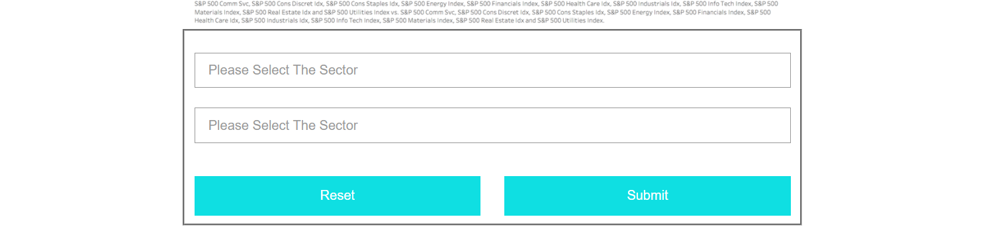 S&P 500 Comm Svc, S&P 500 Cons Discret Idx, S&P 500 Cons Staples Idx, S&P 500 Energy Index, S&P 500 Financials Index, S&P 500 Health Care Idx, S&P 500 Industrials Idx, S&P 500 Info Tech Index, S&P 500
Materials Index, S&P 500 Real Estate Idx and S&P 500 Utilities Index vs. S&P 500 Comm Svc, S&P 500 Cons Discret Idx, S&P 500 Cons Staples Idx, S&P 500 Energy Index, S&P 500 Financials Index, S&P 500
Health Care Idx, S&P 500 Industrials Idx, S&P 500 Info Tech Index, S&P 500 Materials Index, S&P 500 Real Estate Idx and S&P 500 Utilities Index.
Please Select The Sector
Please Select The Sector
Reset
Submit